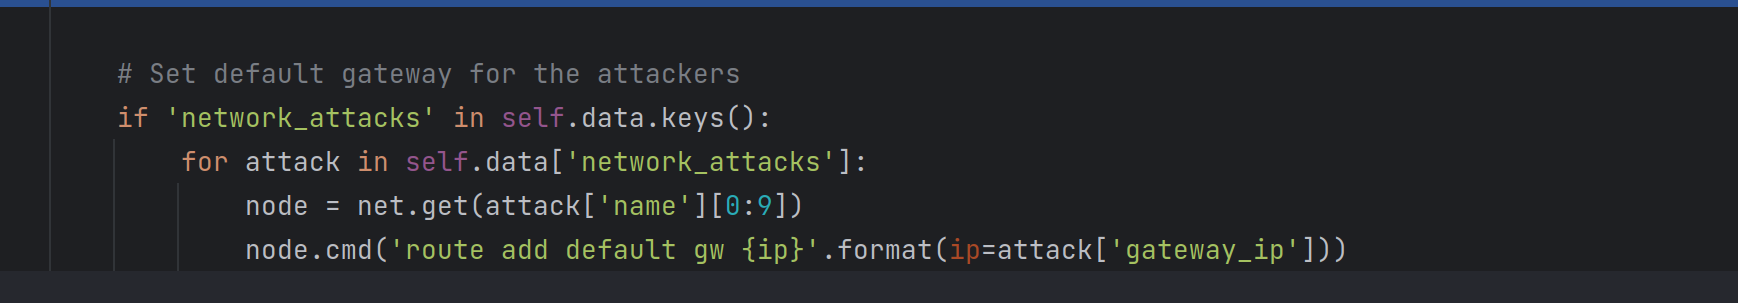 # Set default gateway for the attackers
if 'network_attacks' in self.data.keys():
for attack in self.data['network_attacks']:
node = net.get(attack['name'][0:9])
node.cmd('route add default gw {ip}'.format(ip=attack['gateway_ip']))